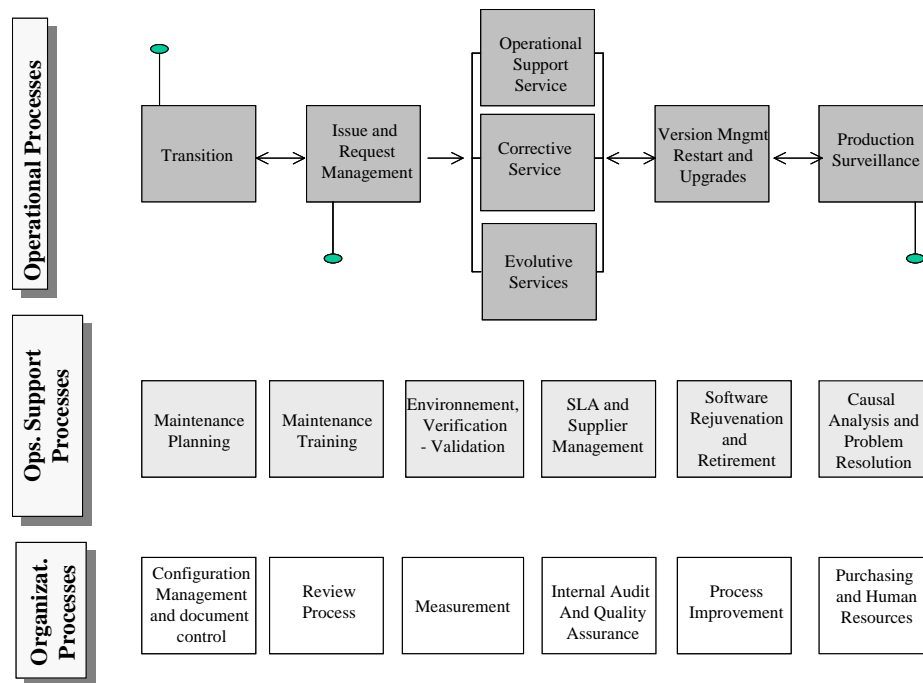 Operational Processes
Operational
Support
Service
Transition
Issue and
Request
Management
Corrective
Service
Version Mngmt
Restart and
Upgrades
Production
Surveillance
Evolutive
Services
Ops. Support
Processes
Maintenance
Planning
Maintenance
Training
Environnement,
Verification
- Validation
SLA and
Supplier
Management
Software
Rejuvenation
and
Retirement
Causal
Analysis and
Problem
Resolution
Organizat.
Processes
Configuration
Management
and document
control
Review
Process
Measurement
Internal Audit
And Quality
Assurance
Process
Improvement
Purchasing
and Human
Resources